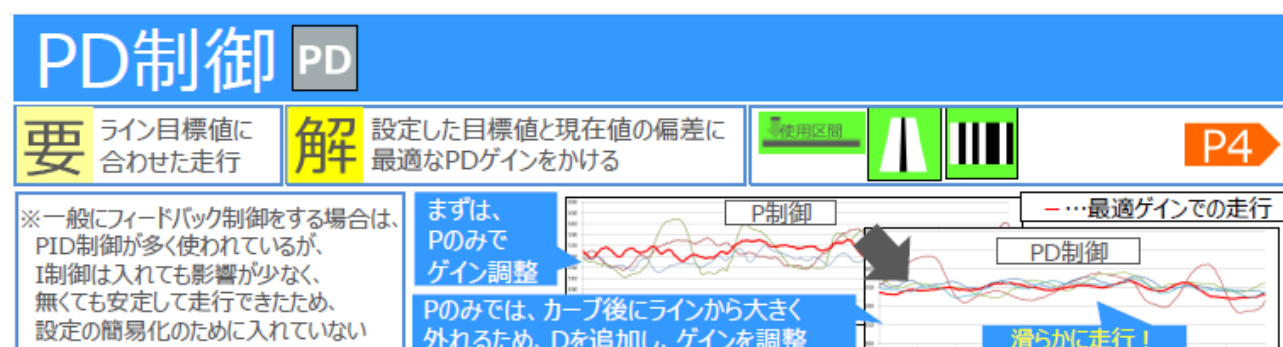 PD制御 PD
要 ライン目標値に
合わせた走行
解 設定した目標値と現在値の偏差に
最適なPDゲインをかける
使用区間
P4
※一般にフィードバック制御をする場合は、
PID制御が多く使われているが、
I制御は入れても影響が少なく、
無くても安定して走行できたため、
設定の簡易化のために入れていない
まずは、
Pのみで
ゲイン調整
P制御
−…最適ゲインでの走行
PD制御
Pのみでは、カーブ後にラインから大きく
外れるため、Dを追加し、ゲインを調整
滑らかに走行！